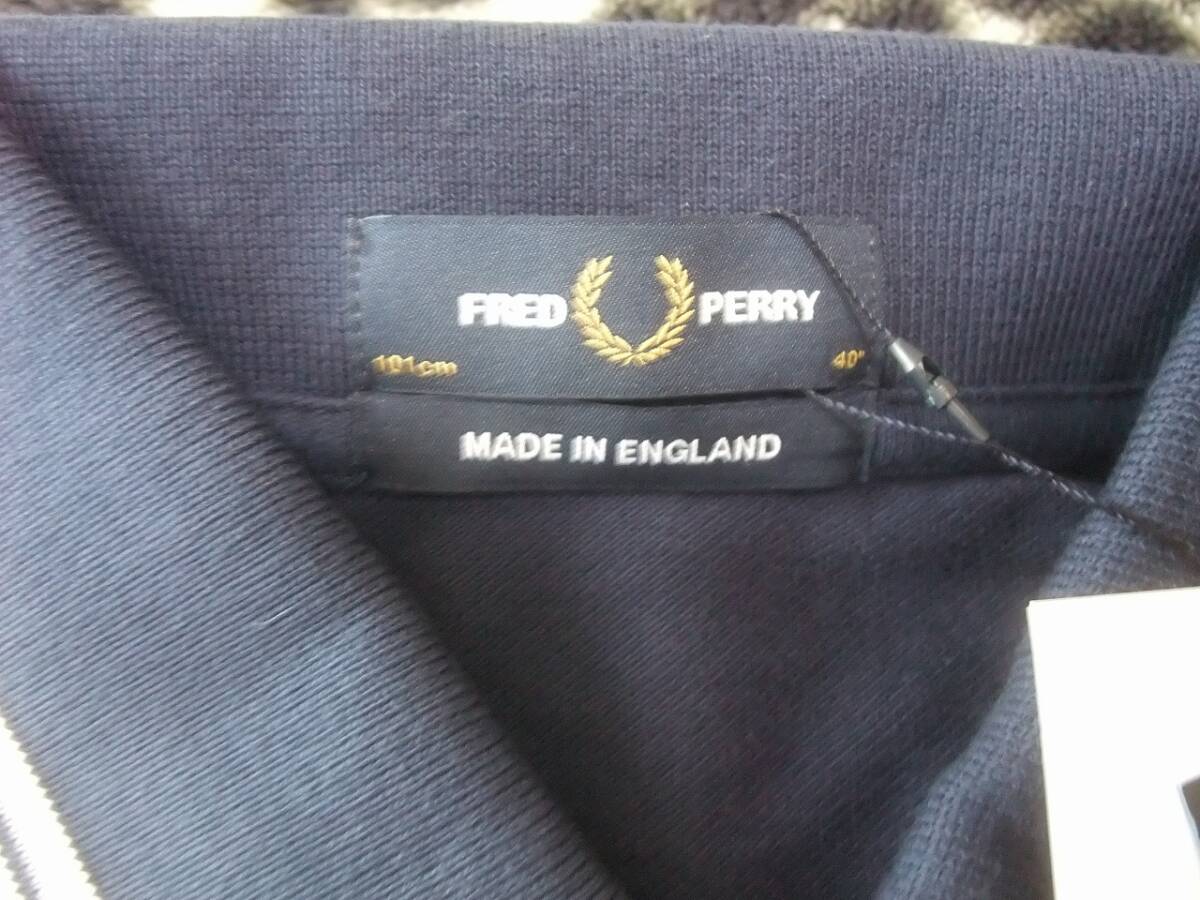 FRED PERRY
101cm 40"
MADE IN ENGLAND